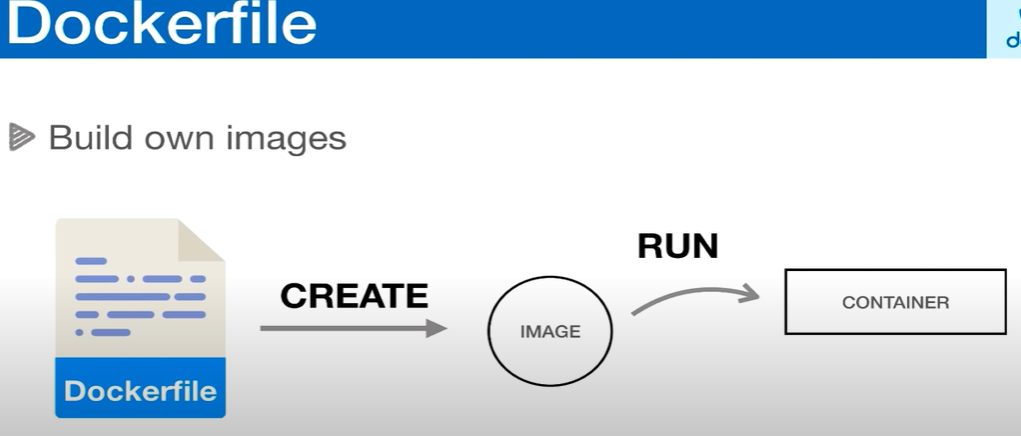 Dockerfile
Build own images
RUN
CREATE
CONTAINER
IMAGE
Dockerfile